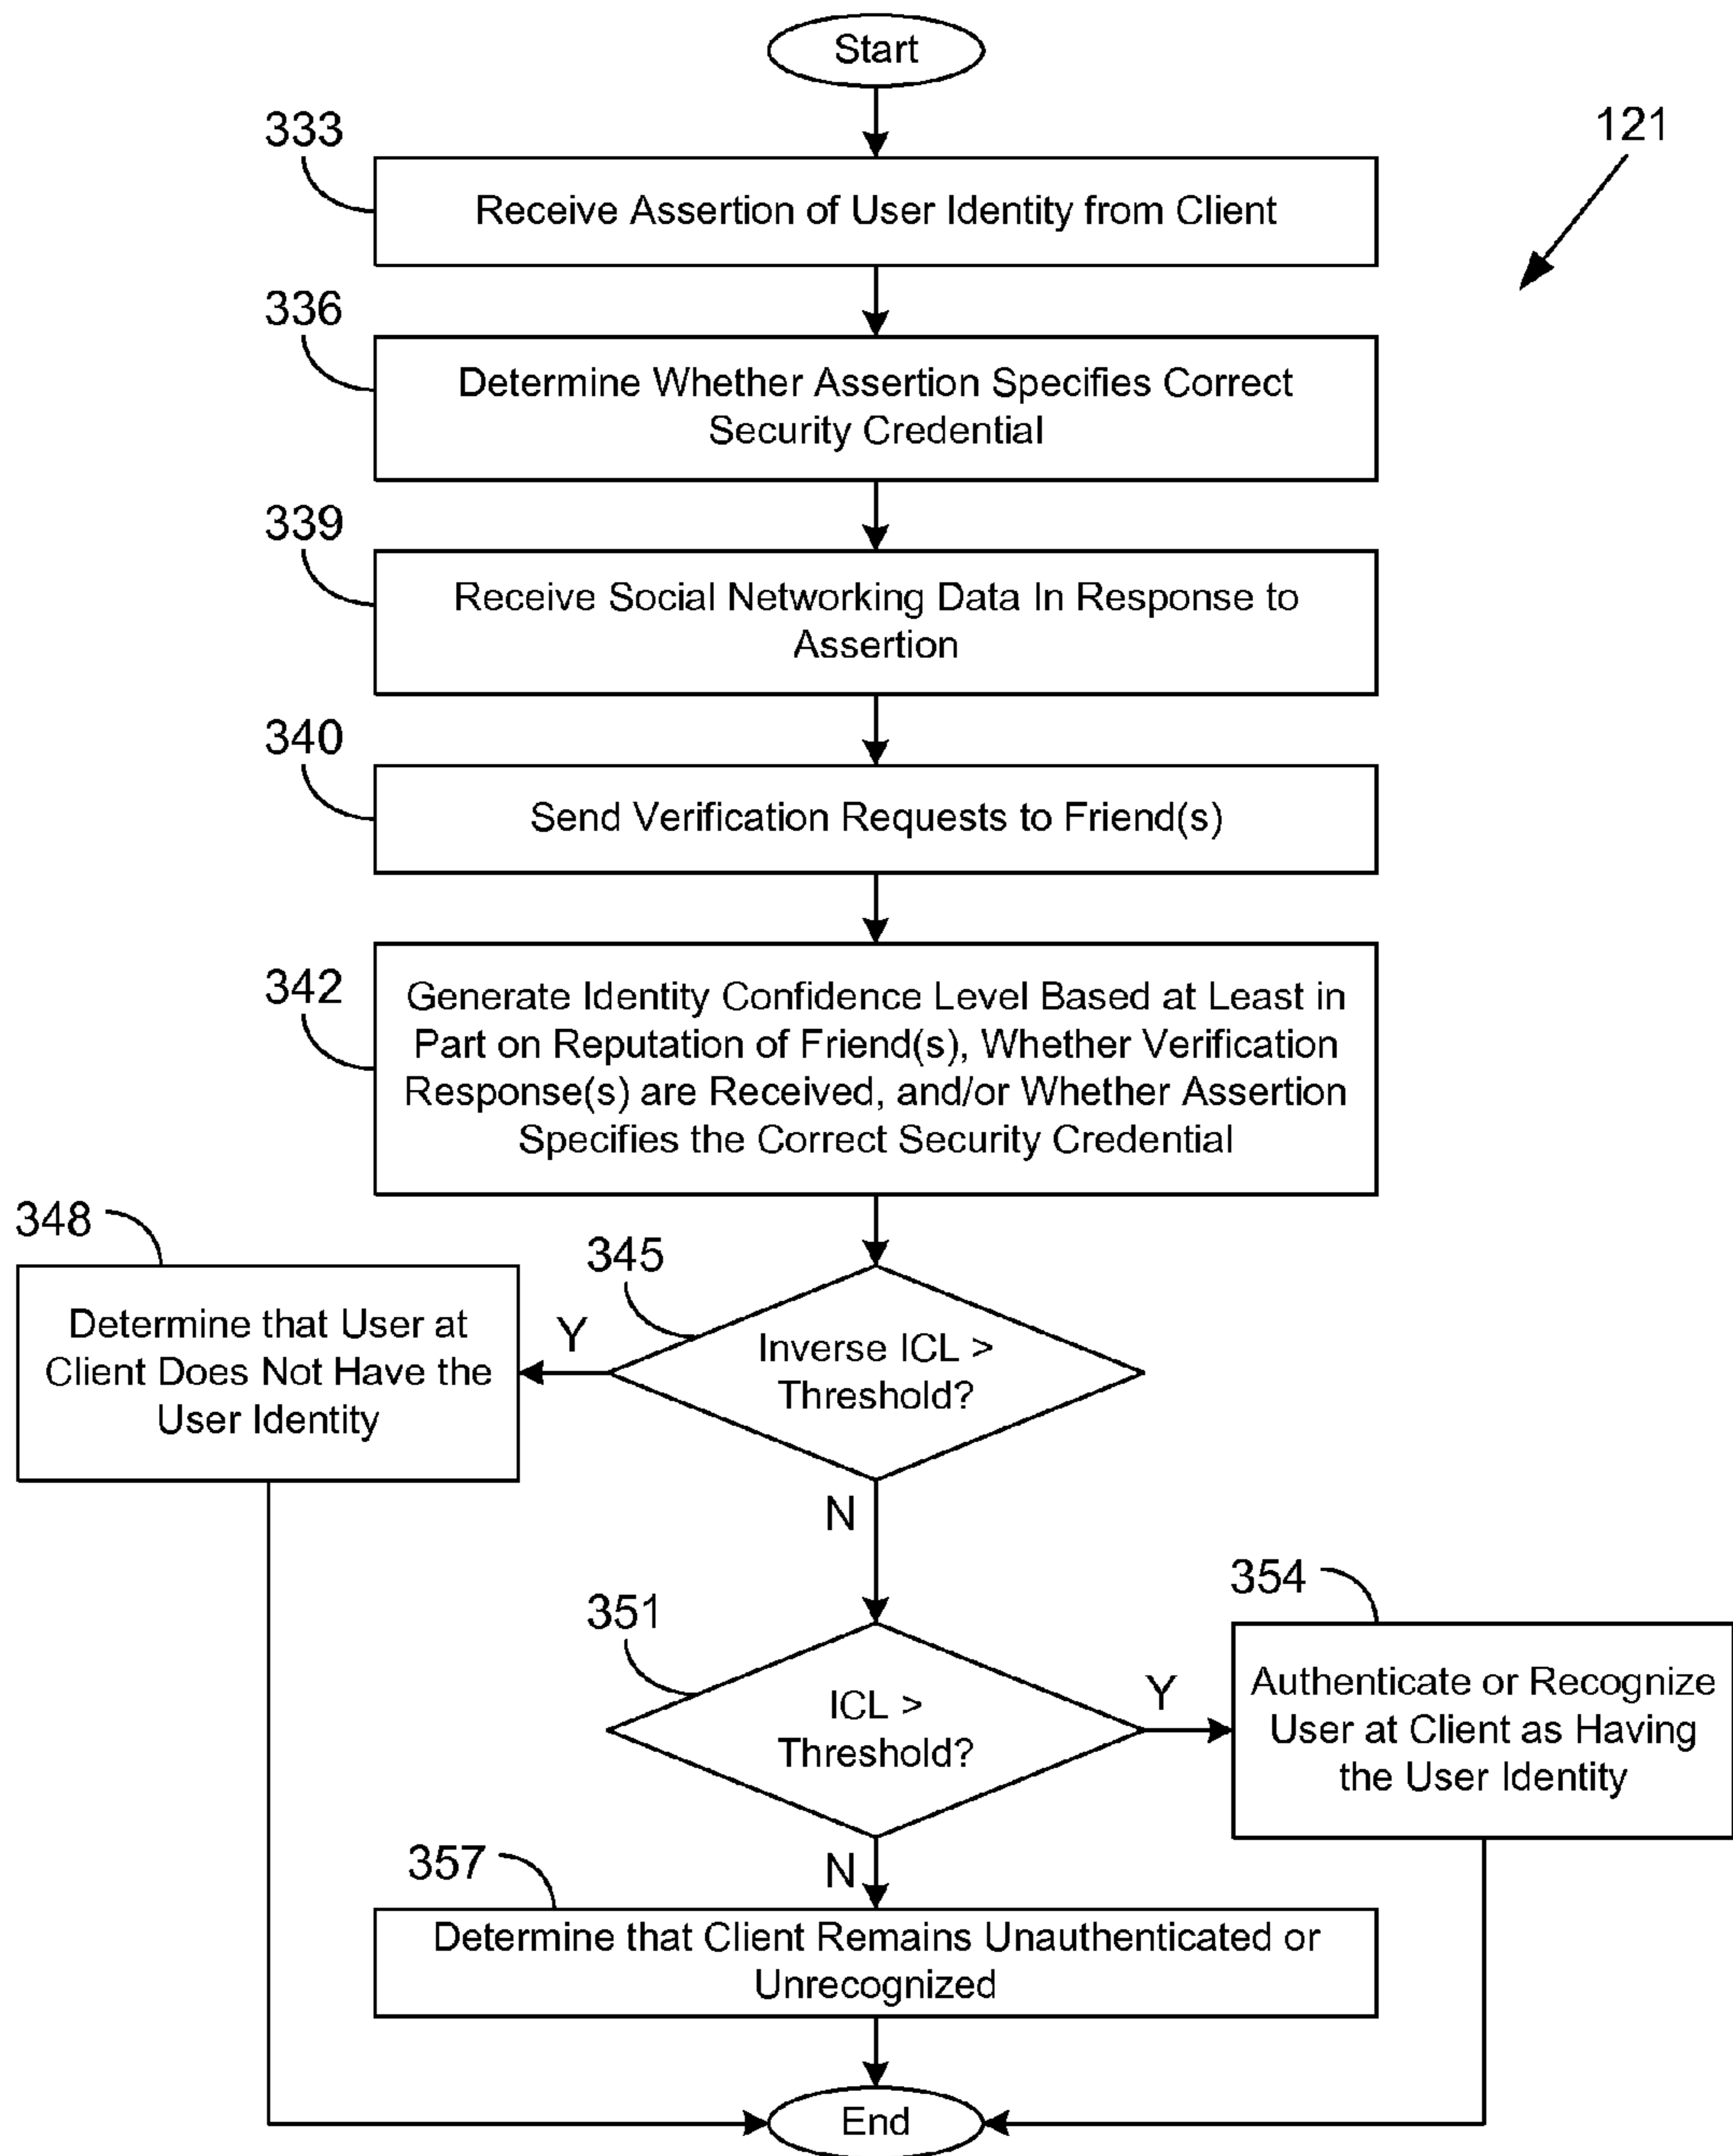 Start
121
333
Receive Assertion of User Identity from Client
336
Determine Whether Assertion Specifies Correct
Security Credential
339
Receive Social Networking Data In Response to
Assertion
340
Send Verification Requests to Friend(s)
342
Generate Identity Confidence Level Based at Least in
Part on Reputation of Friend(s), Whether Verification
Response(s) are Received, and/or Whether Assertion
Specifies the Correct Security Credential
348
Determine that User at
Client Does Not Have the
User Identity
Y
345
Inverse ICL >
Threshold?
N
351
ICL >
Threshold?
Y
354
Authenticate or Recognize
User at Client as Having
the User Identity
N
357
Determine that Client Remains Unauthenticated or
Unrecognized
End